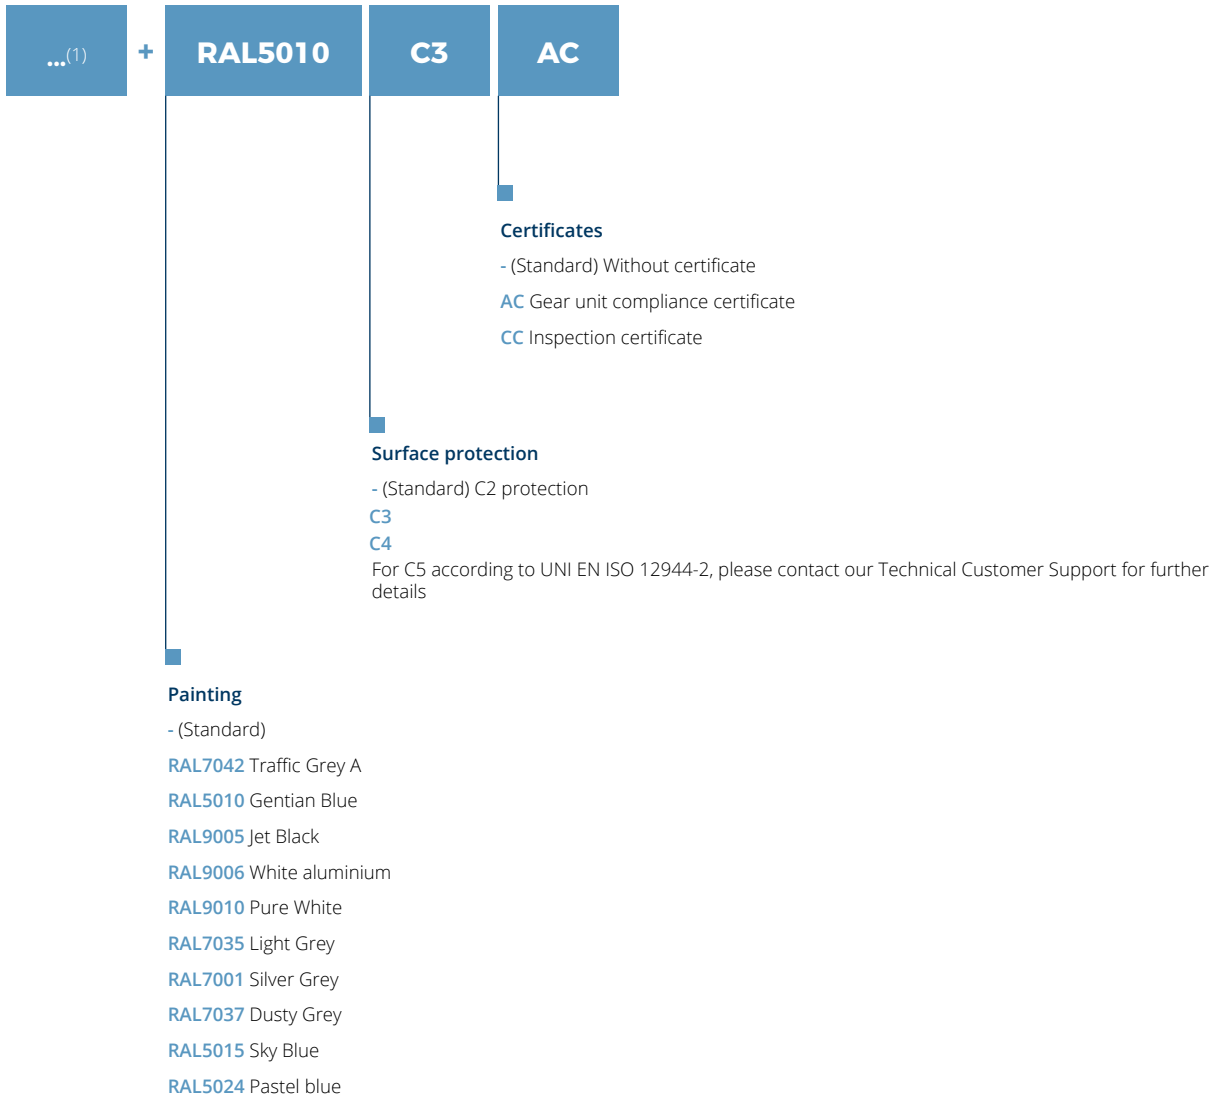 ...(1) + RAL5010 C3 AC
Certificates
- (Standard) Without certificate
AC Gear unit compliance certificate
CC Inspection certificate
Surface protection
- (Standard) C2 protection
C3
C4
For C5 according to UNI EN ISO 12944-2, please contact our Technical Customer Support for further
details
Painting
- (Standard)
RAL7042 Traffic Grey A
RAL5010 Gentian Blue
RAL9005 Jet Black
RAL9006 White aluminium
RAL9010 Pure White
RAL7035 Light Grey
RAL7001 Silver Grey
RAL7037 Dusty Grey
RAL5015 Sky Blue
RAL5024 Pastel blue